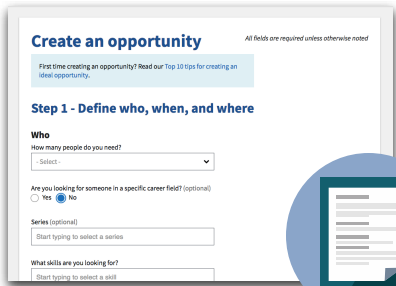 Create an opportunity
All fields are required unless otherwise noted
First time creating an opportunity? Read our Top 10 tips for creating an
ideal opportunity.
Step 1 - Define who, when, and where
Who
How many people do you need?
- Select -
Are you looking for someone in a specific career field? (optional)
Yes No
Series (optional)
Start typing to select a series
What skills are you looking for?
Start typing to select a skill